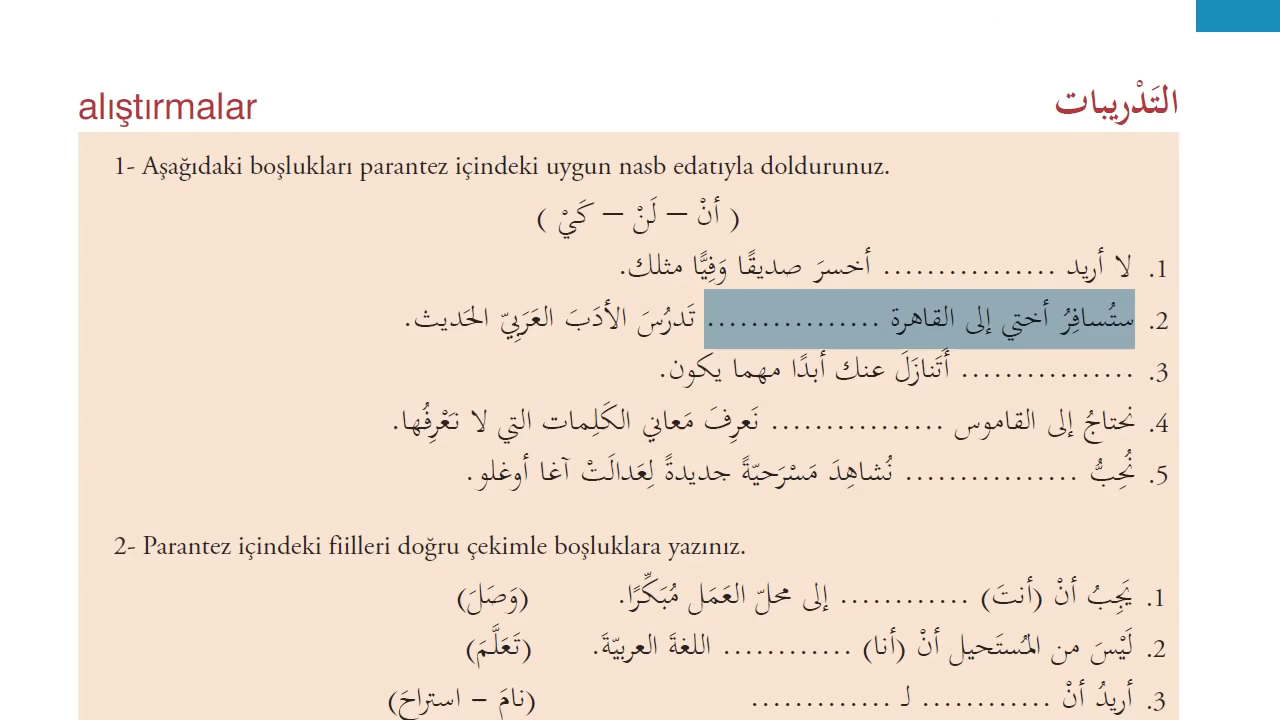 alıştırmalar
التَدْريبات
1- Aşağıdaki boşlukları parantez içindeki uygun nasb edatıyla doldurunuz.
( أنْ – لَنْ – كَيْ )
1. لا أريد ................ أخسرَ صديقًا وَفِيًّا مثلك.
2. ستُسافِرُ أختي إلى القاهرة ................ تَدرُسَ الأدَبَ العَرَبِيّ الحَديث.
3. ................ أَتَنازَلَ عنك أبدًا مهما يكون.
4. نحتاجُ إلى القاموس ................ نَعرِفَ مَعاني الكَلِمات التي لا نَعْرِفُها.
5. نُحِبُّ ................ نُشاهِدَ مَسْرَحيّةً جديدةً لِعَدالَتْ آغا أوغلو.
2- Parantez içindeki fiilleri doğru çekimle boşluklara yazınız.
1. يَجِبُ أنْ (أنتَ) ............ إلى محلّ العَمَل مُبَكِّرًا. (وَصَلَ)
2. لَيْسَ من المُستَحيل أنْ (أنا) ............ اللغةَ العربيّةَ. (تَعَلَّمَ)
3. أريدُ أنْ ............ لـ ............. (نامَ – استراحَ)